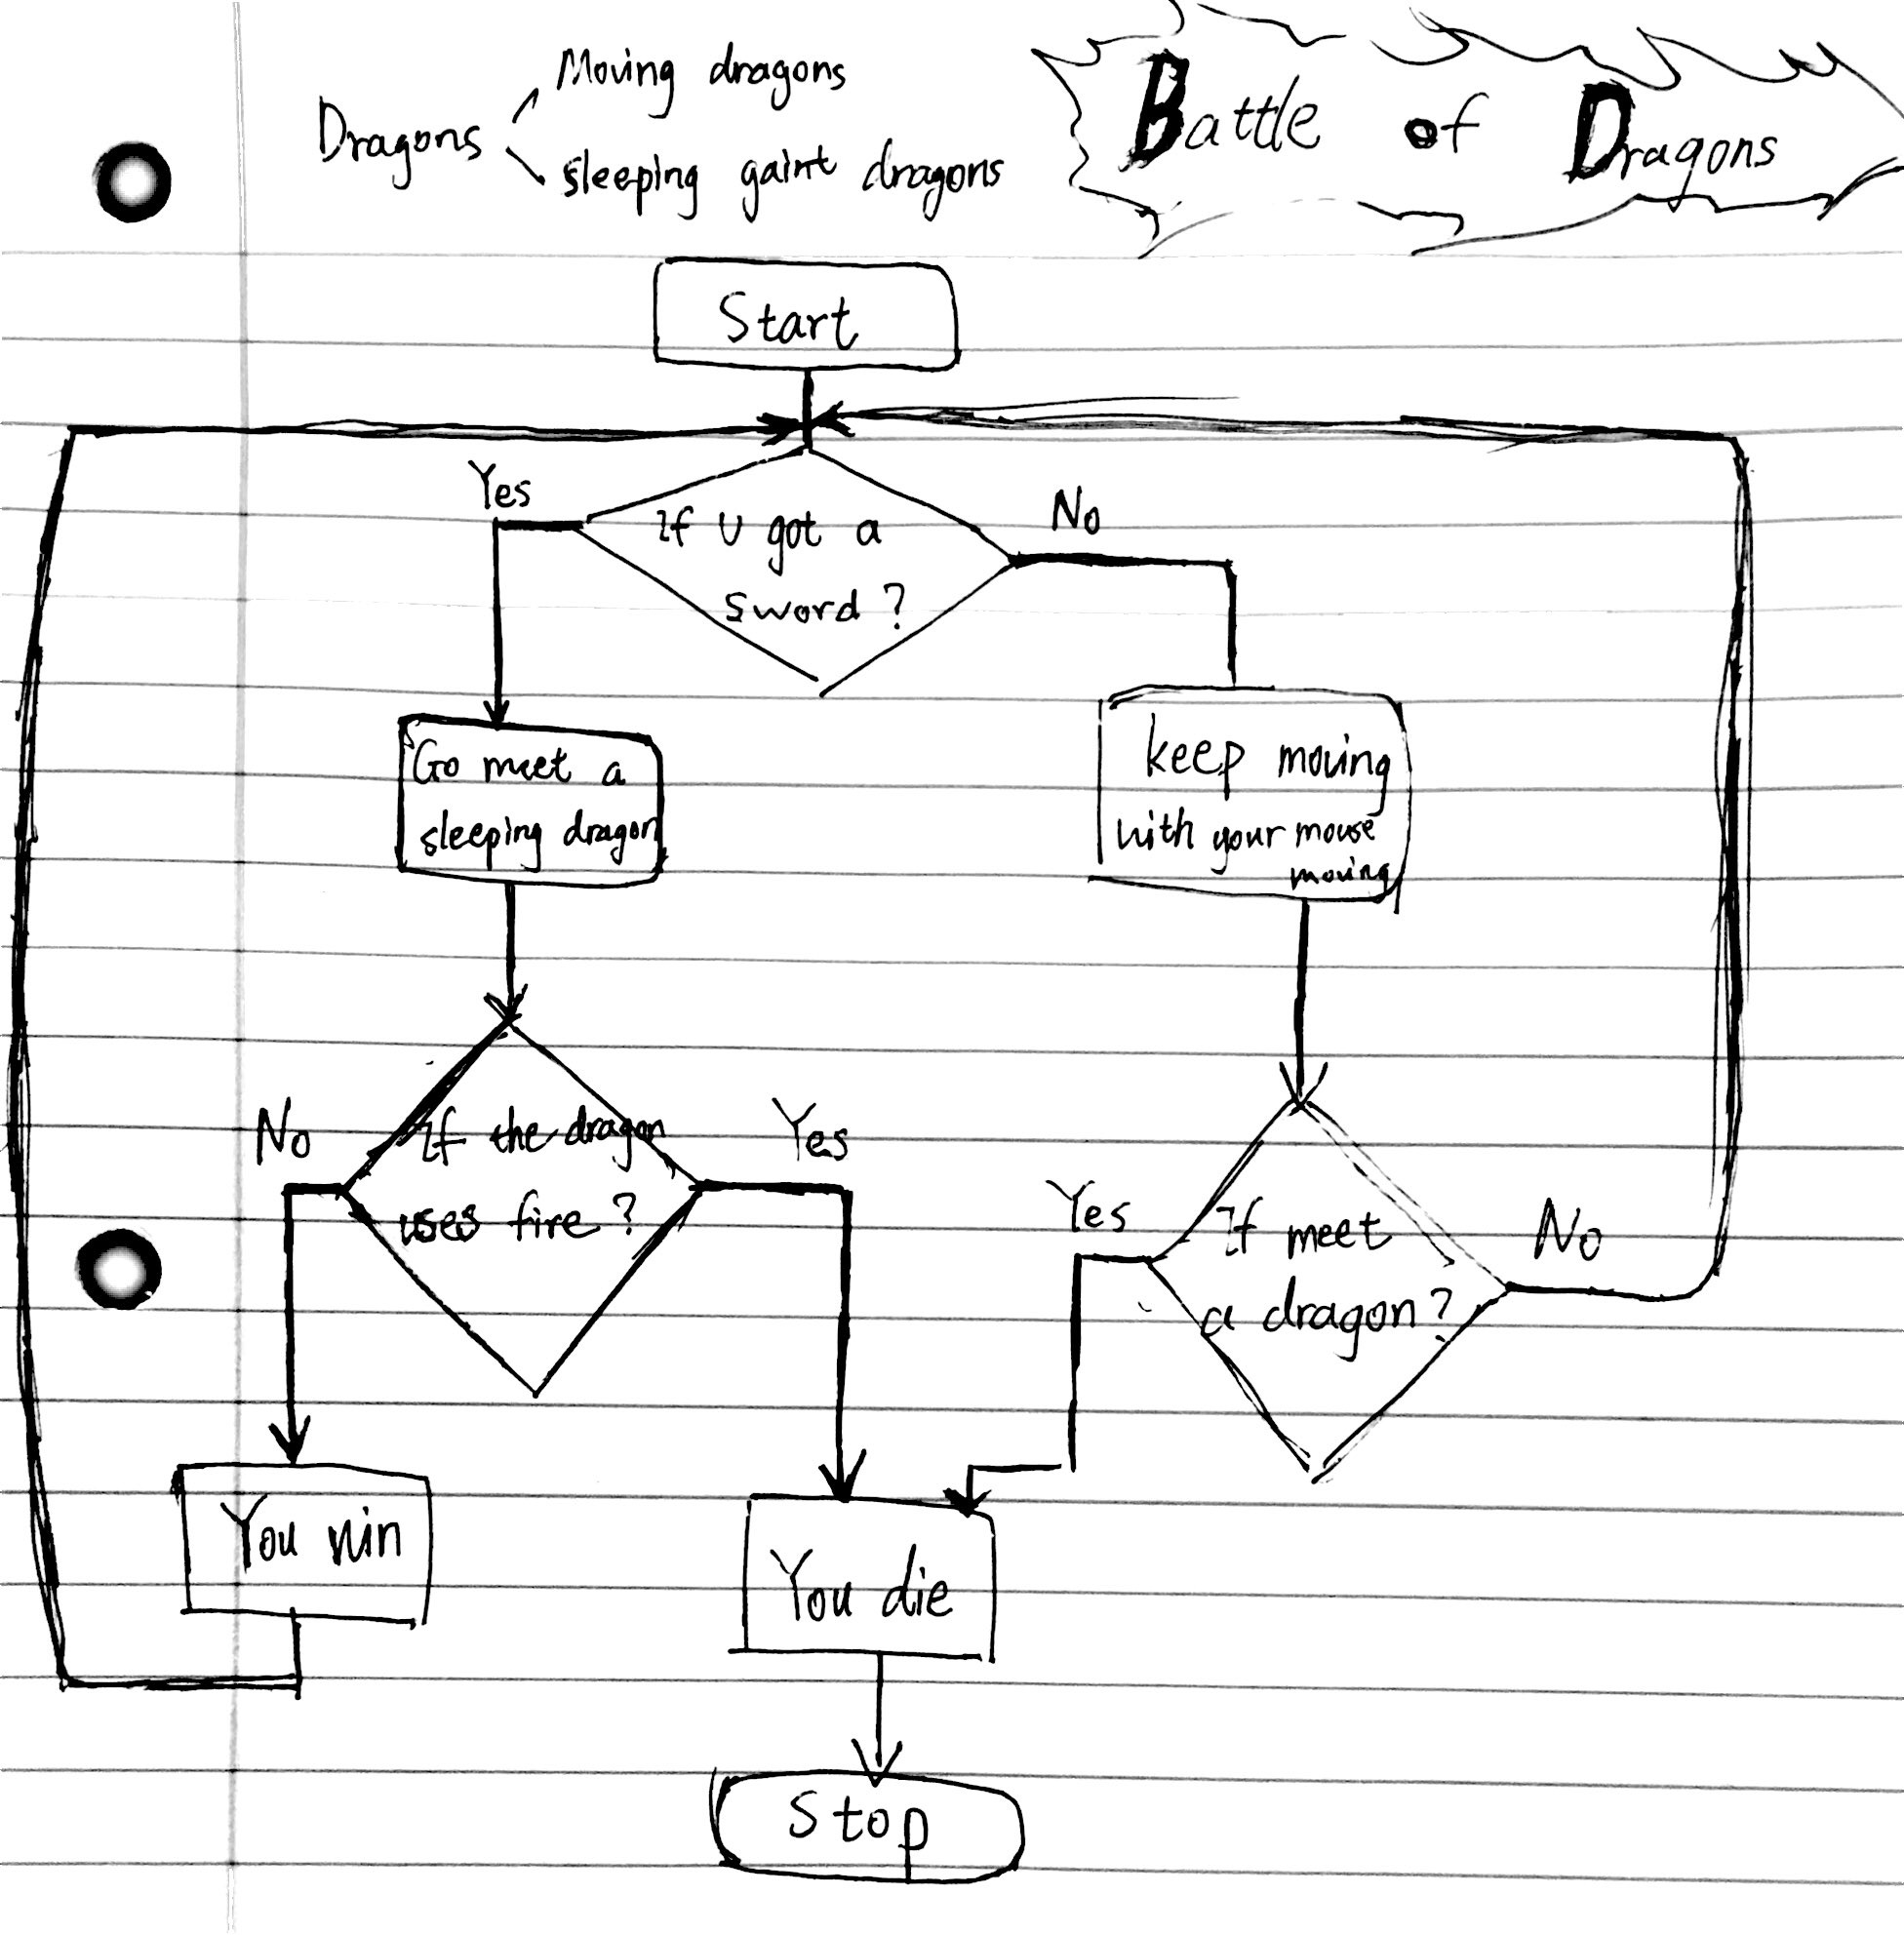 Moving dragons
Dragons
sleeping gaint dragons
Battle of Dragons
Start
Yes
If U got a
sword ?
No
Go meet a
sleeping dragon
keep moving
with your mouse
moving
No
If the dragon
uses fire ?
Yes
Yes
If meet
a dragon ?
No
You win
You die
Stop